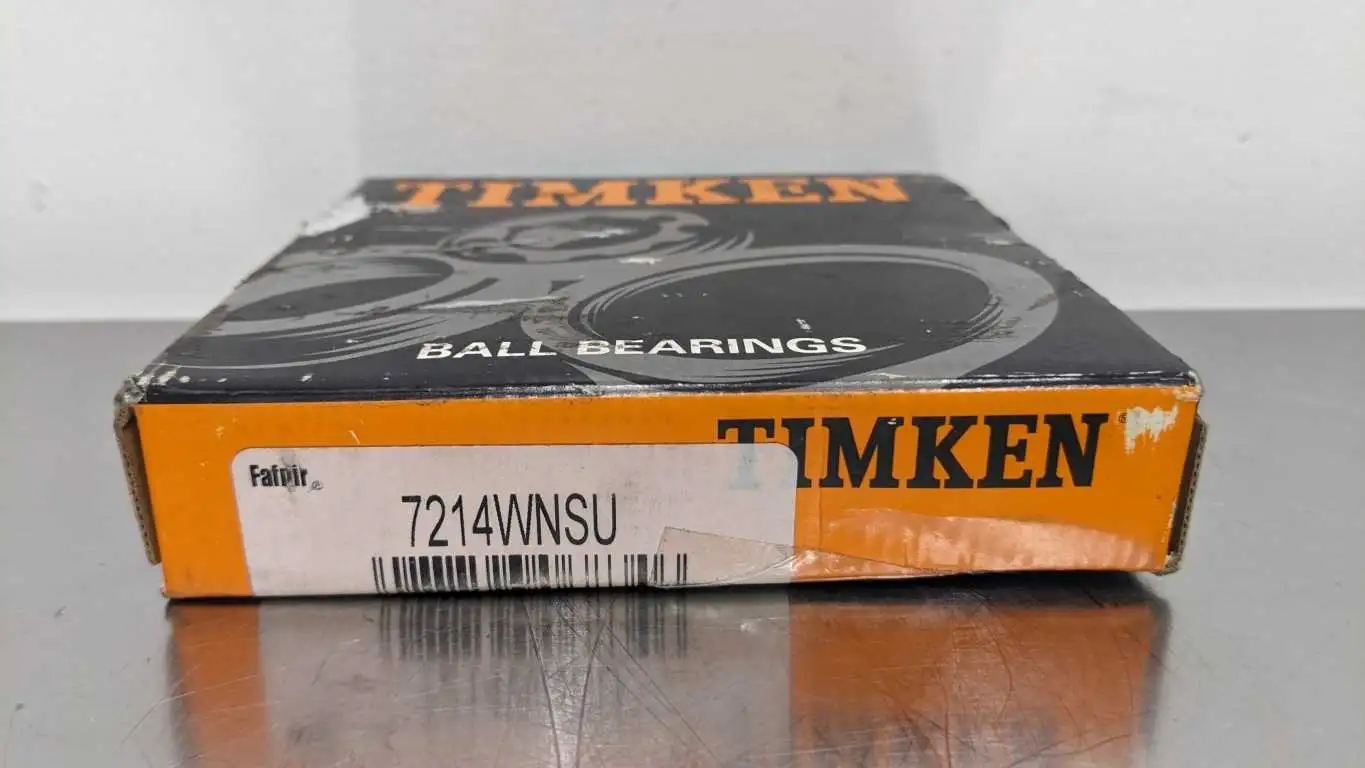 TIMKEN
BALL BEARINGS
TIMKEN
Fafnir®
7214WNSU